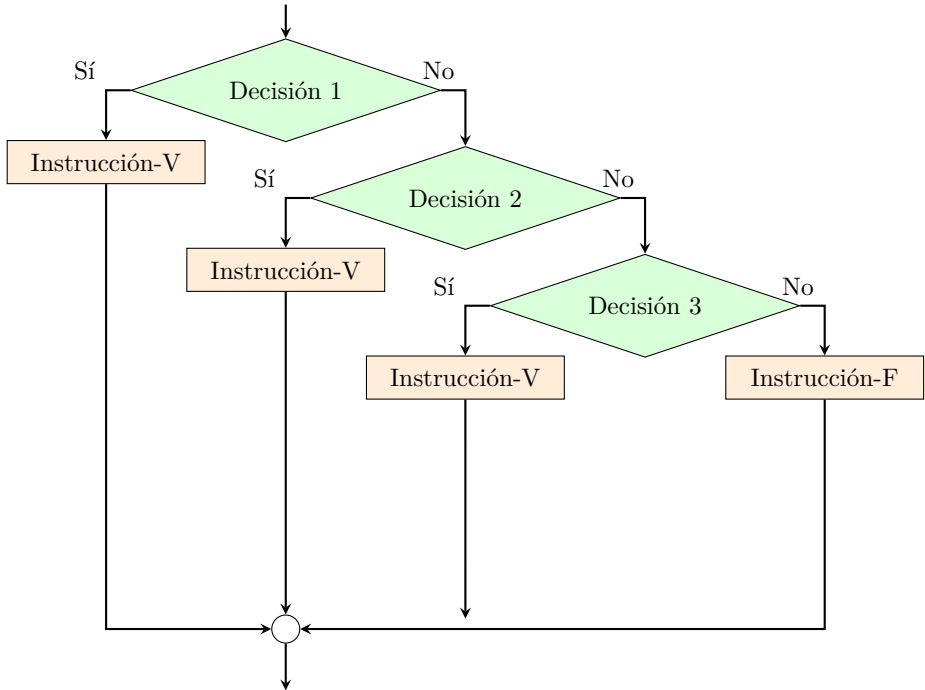 Sí
No
Decisión 1
Instrucción-V
Sí
No
Decisión 2
Instrucción-V
Sí
No
Decisión 3
Instrucción-V
Instrucción-F